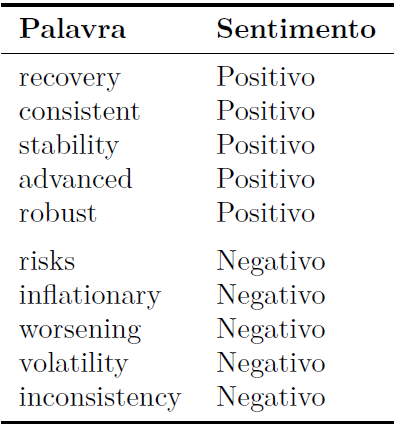 Palavra Sentimento
recovery Positivo
consistent Positivo
stability Positivo
advanced Positivo
robust Positivo
risks Negativo
inflationary Negativo
worsening Negativo
volatility Negativo
inconsistency Negativo